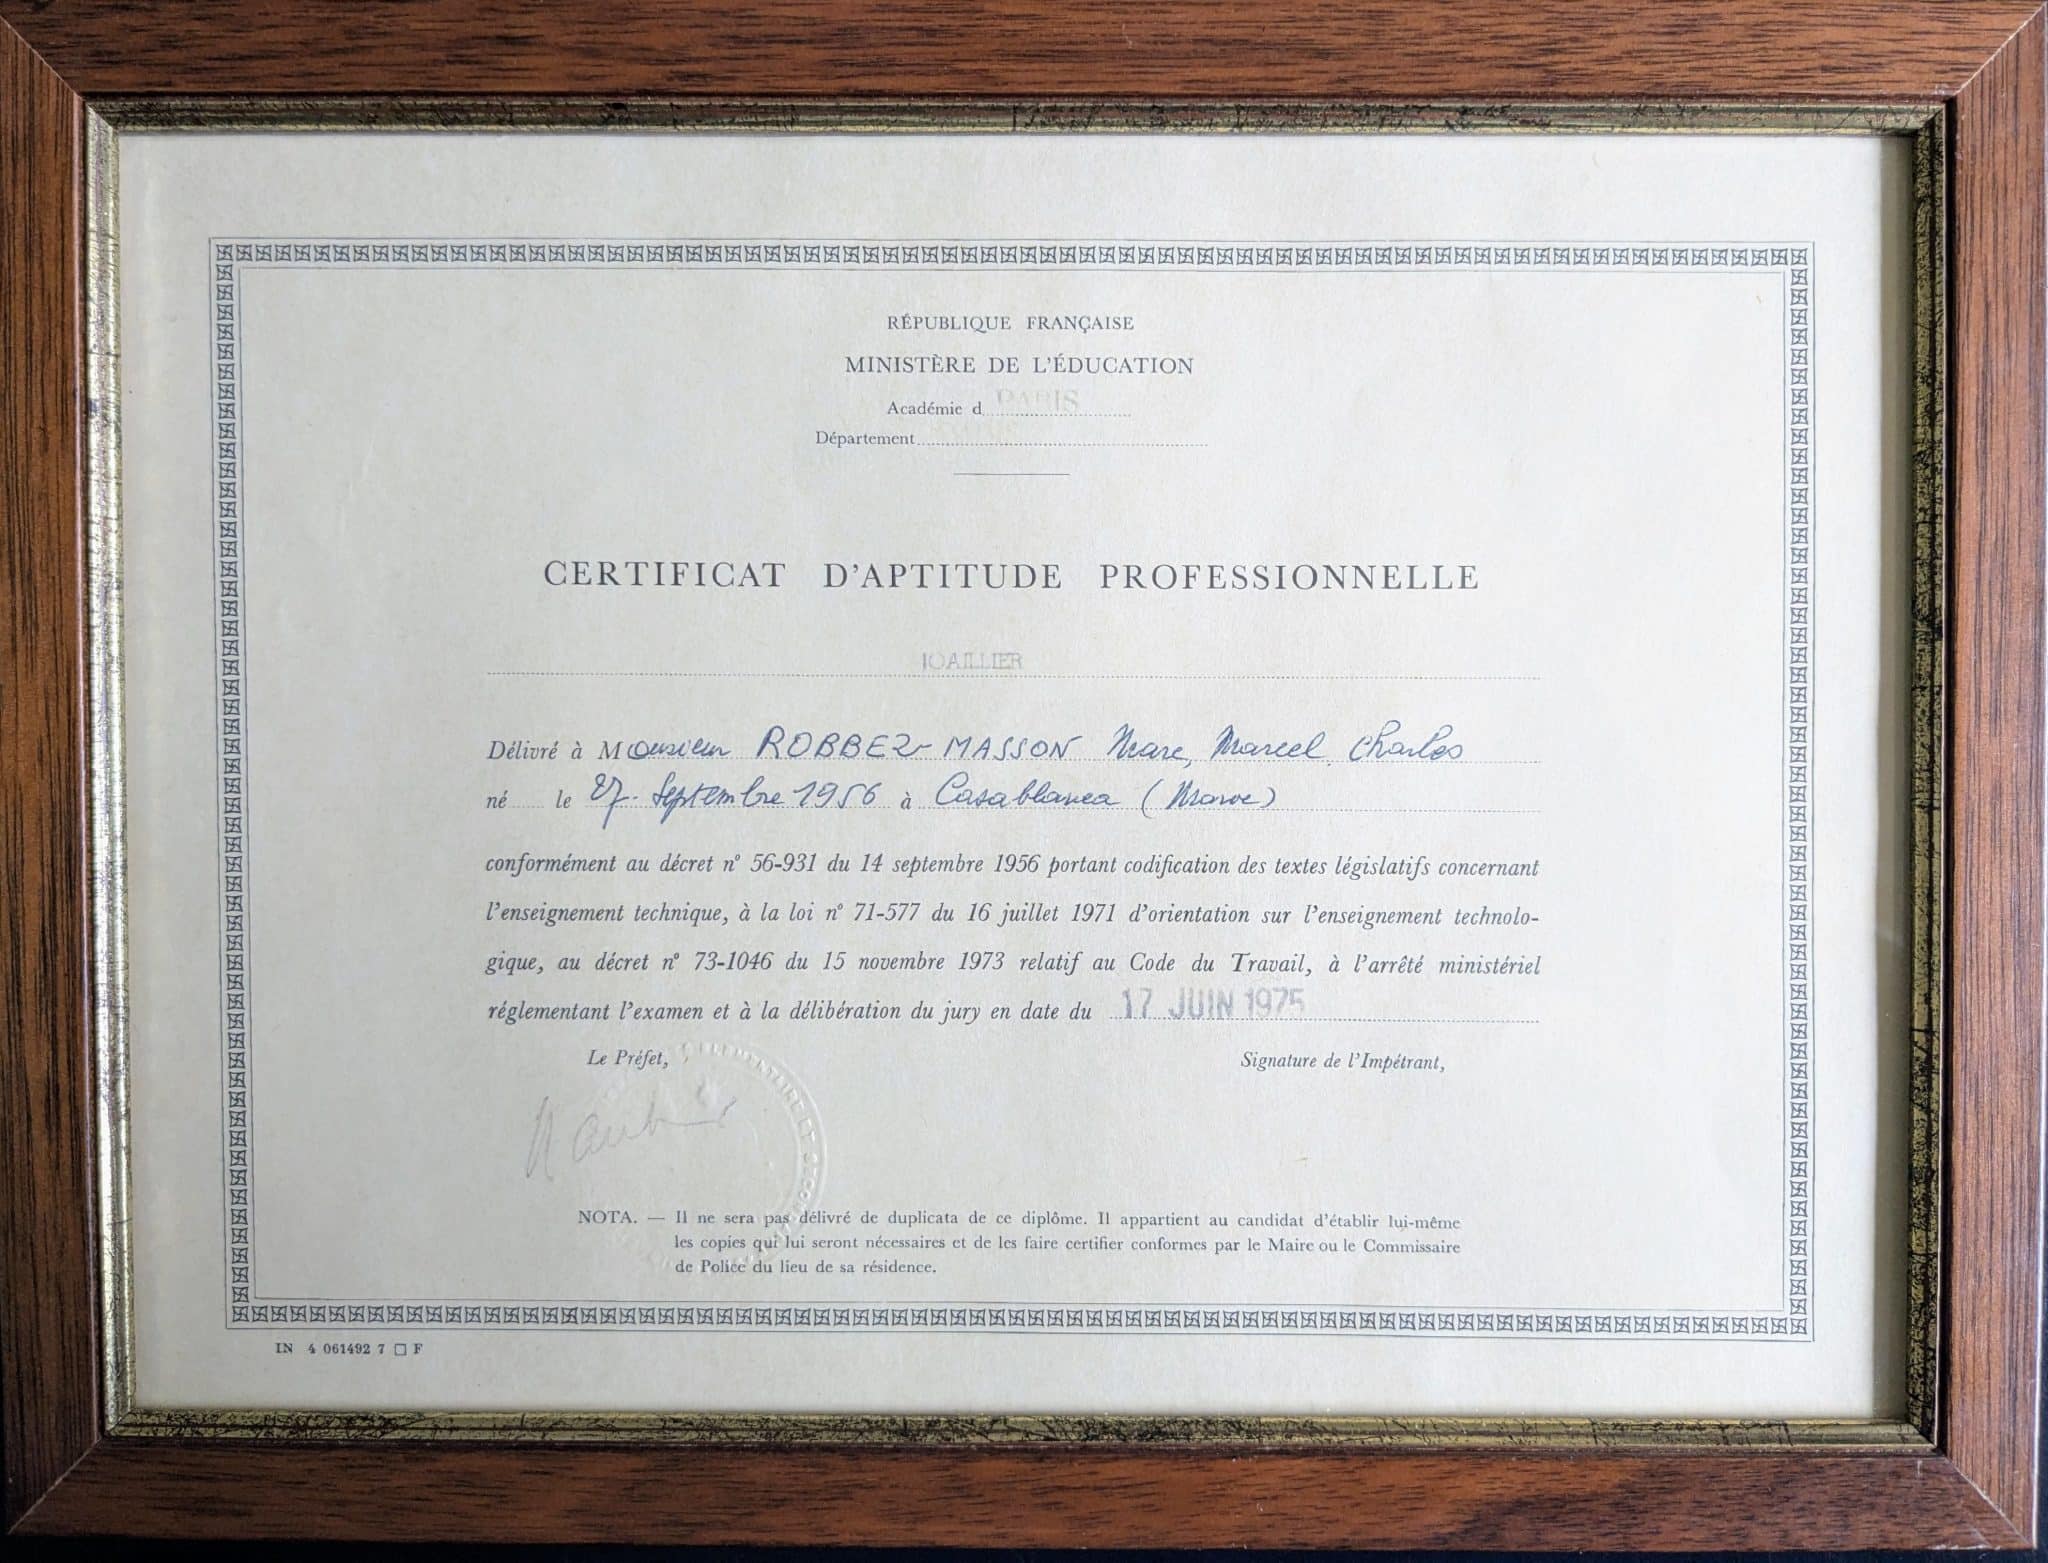 RÉPUBLIQUE FRANÇAISE
MINISTÈRE DE L'ÉDUCATION
Académie d PARIS
Département
CERTIFICAT D'APTITUDE PROFESSIONNELLE
JOAILLIER
Délivré à Monsieur ROBBEZ-MASSON Marc, Marcel, Charles
né le 27 Septembre 1956 à Casablanca (Maroc)
conformément au décret n° 56-931 du 14 septembre 1956 portant codification des textes législatifs concernant
l'enseignement technique, à la loi n° 71-577 du 16 juillet 1971 d'orientation sur l'enseignement technolo-
gique, au décret n° 73-1046 du 15 novembre 1973 relatif au Code du Travail, à l'arrêté ministériel
réglementant l'examen et à la délibération du jury en date du 17 JUIN 1975
Le Préfet,
Signature de l'Impétrant,
NOTA. — Il ne sera pas délivré de duplicata de ce diplôme. Il appartient au candidat d'établir lui-même
les copies qui lui seront nécessaires et de les faire certifier conformes par le Maire ou le Commissaire
de Police du lieu de sa résidence.
IN 4 061492 7 □ F